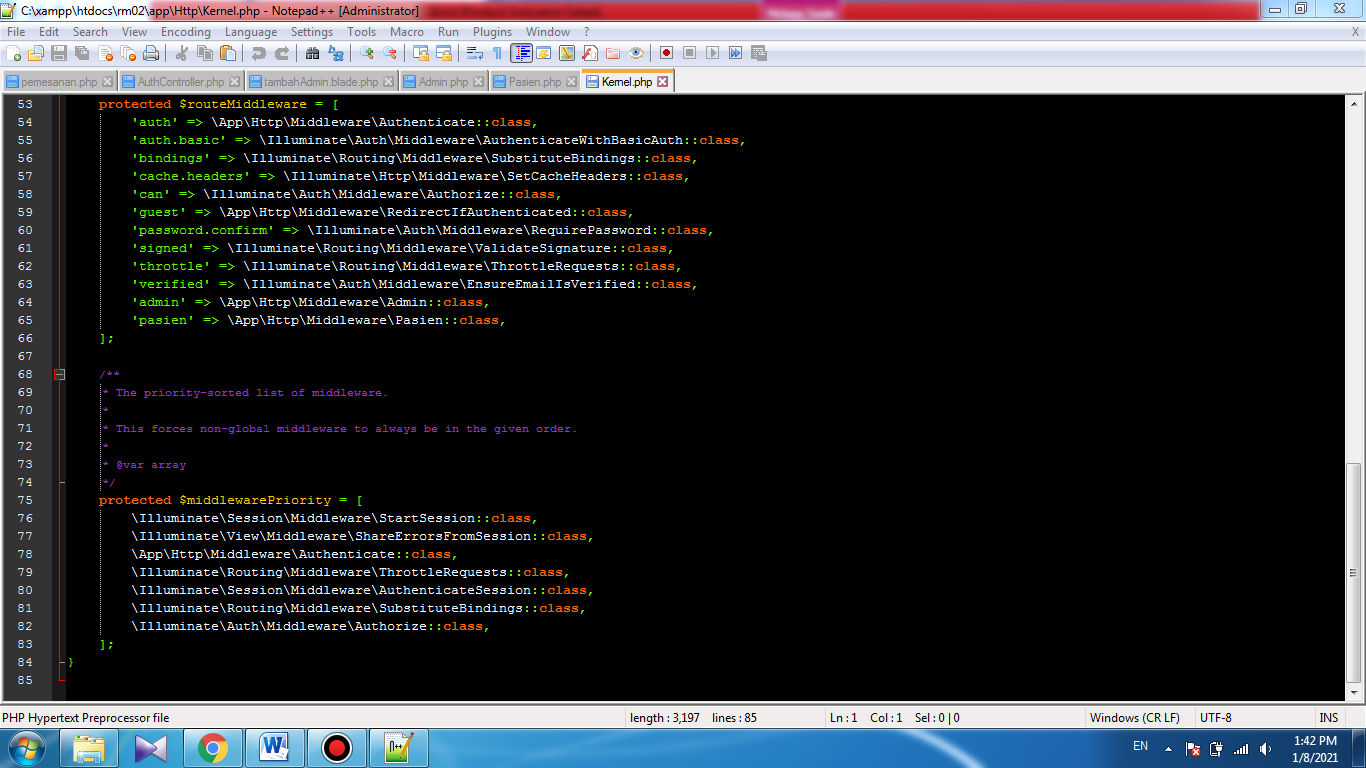 C:\xampp\htdocs\rm02\app\Http\Kernel.php - Notepad++ [Administrator]
File Edit Search View Encoding Language Settings Tools Macro Run Plugins Window ? X
pemesanan.php AuthController.php tambahAdmin.blade.php Admin.php Pasien.php Kernel.php
53 protected $routeMiddleware = [
54 'auth' => \App\Http\Middleware\Authenticate::class,
55 'auth.basic' => \Illuminate\Auth\Middleware\AuthenticateWithBasicAuth::class,
56 'bindings' => \Illuminate\Routing\Middleware\SubstituteBindings::class,
57 'cache.headers' => \Illuminate\Http\Middleware\SetCacheHeaders::class,
58 'can' => \Illuminate\Auth\Middleware\Authorize::class,
59 'guest' => \App\Http\Middleware\RedirectIfAuthenticated::class,
60 'password.confirm' => \Illuminate\Auth\Middleware\RequirePassword::class,
61 'signed' => \Illuminate\Routing\Middleware\ValidateSignature::class,
62 'throttle' => \Illuminate\Routing\Middleware\ThrottleRequests::class,
63 'verified' => \Illuminate\Auth\Middleware\EnsureEmailIsVerified::class,
64 'admin' => \App\Http\Middleware\Admin::class,
65 'pasien' => \App\Http\Middleware\Pasien::class,
66 ];
67
68 /**
69 * The priority-sorted list of middleware.
70 *
71 * This forces non-global middleware to always be in the given order.
72 *
73 * @var array
74 */
75 protected $middlewarePriority = [
76 \Illuminate\Session\Middleware\StartSession::class,
77 \Illuminate\View\Middleware\ShareErrorsFromSession::class,
78 \App\Http\Middleware\Authenticate::class,
79 \Illuminate\Routing\Middleware\ThrottleRequests::class,
80 \Illuminate\Session\Middleware\AuthenticateSession::class,
81 \Illuminate\Routing\Middleware\SubstituteBindings::class,
82 \Illuminate\Auth\Middleware\Authorize::class,
83 ];
84 }
85
PHP Hypertext Preprocessor file length : 3,197 lines : 85 Ln : 1 Col : 1 Sel : 0 | 0 Windows (CR LF) UTF-8 INS
EN 1:42 PM
1/8/2021